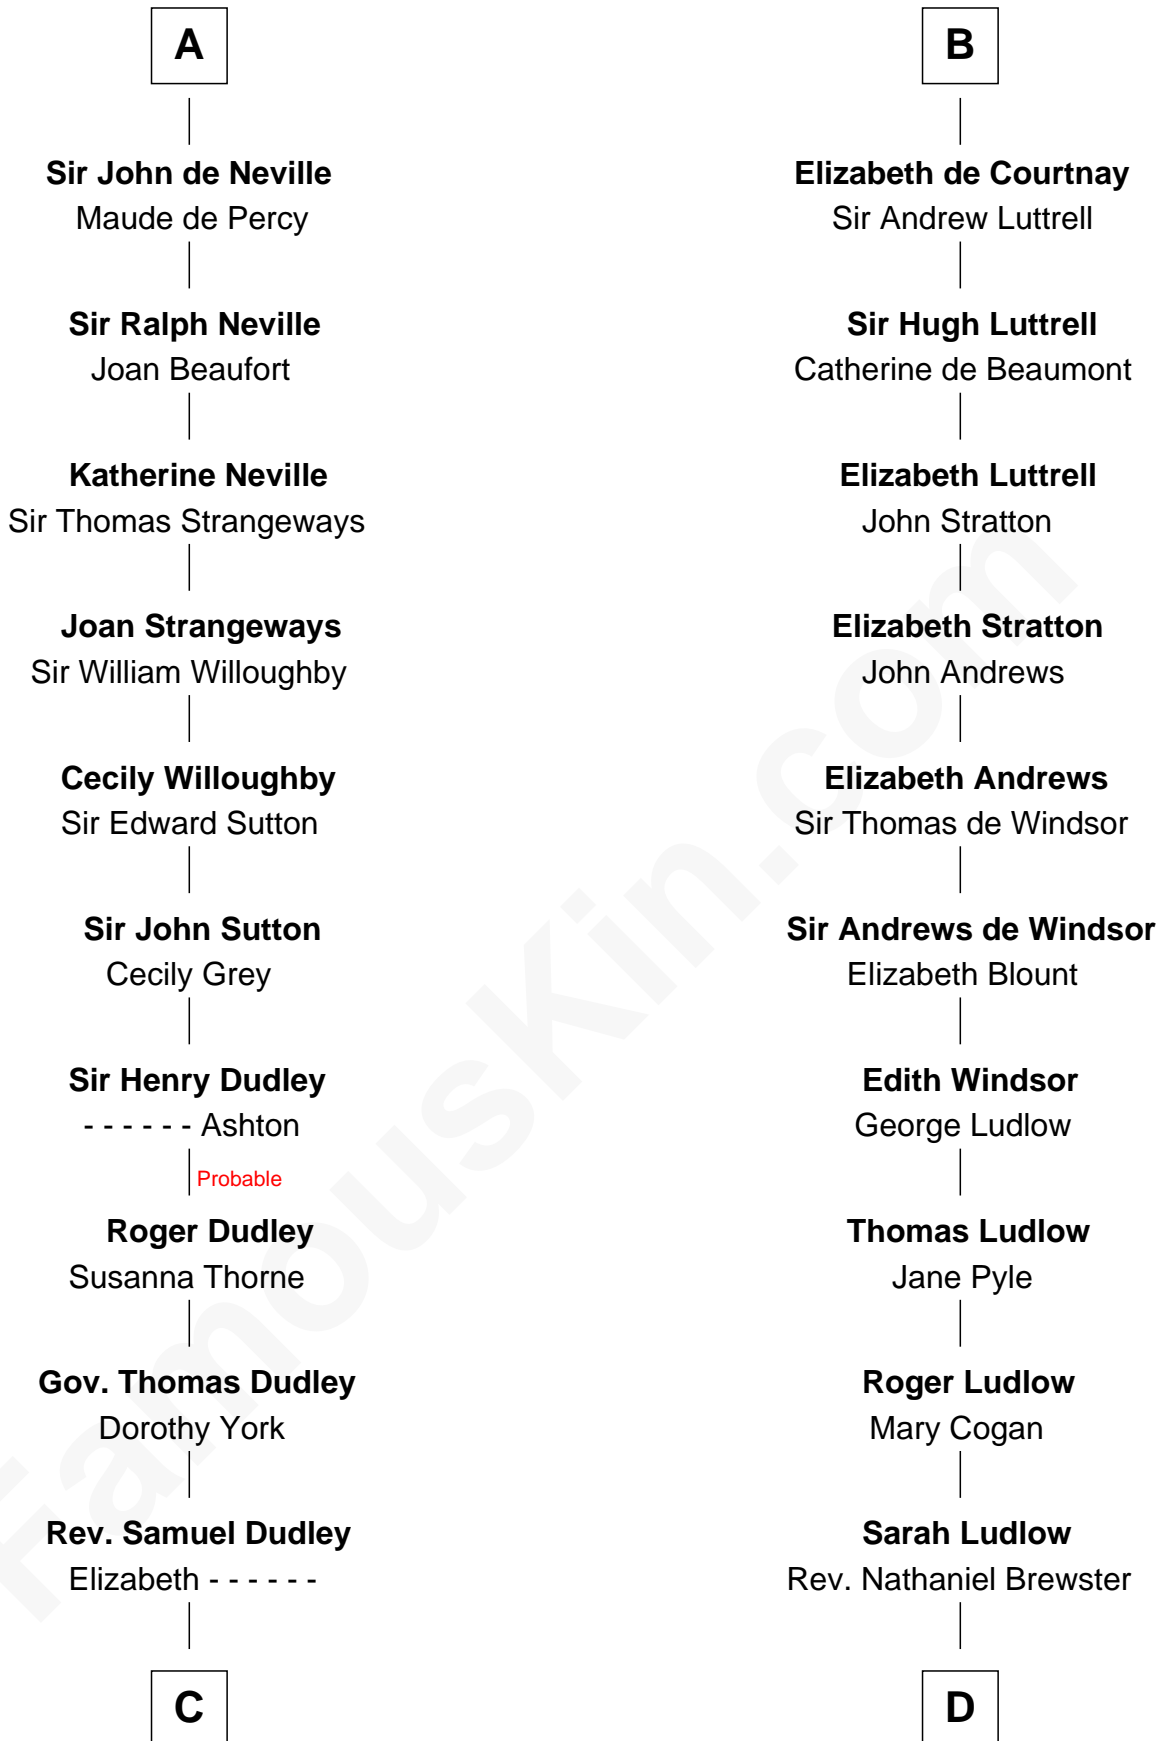 A
Sir John de Neville
Maude de Percy
Sir Ralph Neville
Joan Beaufort
Katherine Neville
Sir Thomas Strangeways
Joan Strangeways
Sir William Willoughby
Cecily Willoughby
Sir Edward Sutton
Sir John Sutton
Cecily Grey
Sir Henry Dudley
- - - - - - Ashton
Probable
Roger Dudley
Susanna Thorne
Gov. Thomas Dudley
Dorothy York
Rev. Samuel Dudley
Elizabeth - - - - - -
C
B
Elizabeth de Courtnay
Sir Andrew Luttrell
Sir Hugh Luttrell
Catherine de Beaumont
Elizabeth Luttrell
John Stratton
Elizabeth Stratton
John Andrews
Elizabeth Andrews
Sir Thomas de Windsor
Sir Andrews de Windsor
Elizabeth Blount
Edith Windsor
George Ludlow
Thomas Ludlow
Jane Pyle
Roger Ludlow
Mary Cogan
Sarah Ludlow
Rev. Nathaniel Brewster
D
FamousKin.com